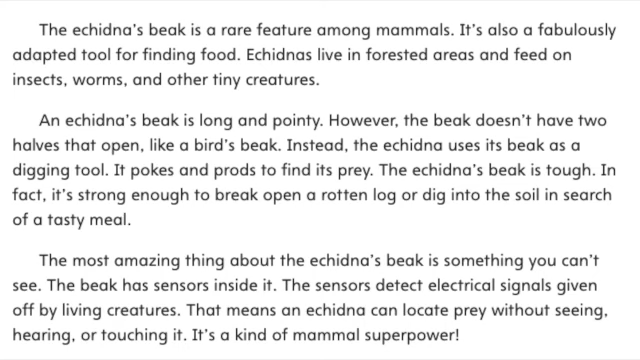 The echidna’s beak is a rare feature among mammals. It’s also a fabulously
adapted tool for finding food. Echidnas live in forested areas and feed on
insects, worms, and other tiny creatures.
An echidna’s beak is long and pointy. However, the beak doesn’t have two
halves that open, like a bird’s beak. Instead, the echidna uses its beak as a
digging tool. It pokes and prods to find its prey. The echidna’s beak is tough. In
fact, it’s strong enough to break open a rotten log or dig into the soil in search
of a tasty meal.
The most amazing thing about the echidna’s beak is something you can’t
see. The beak has sensors inside it. The sensors detect electrical signals given
off by living creatures. That means an echidna can locate prey without seeing,
hearing, or touching it. It’s a kind of mammal superpower!